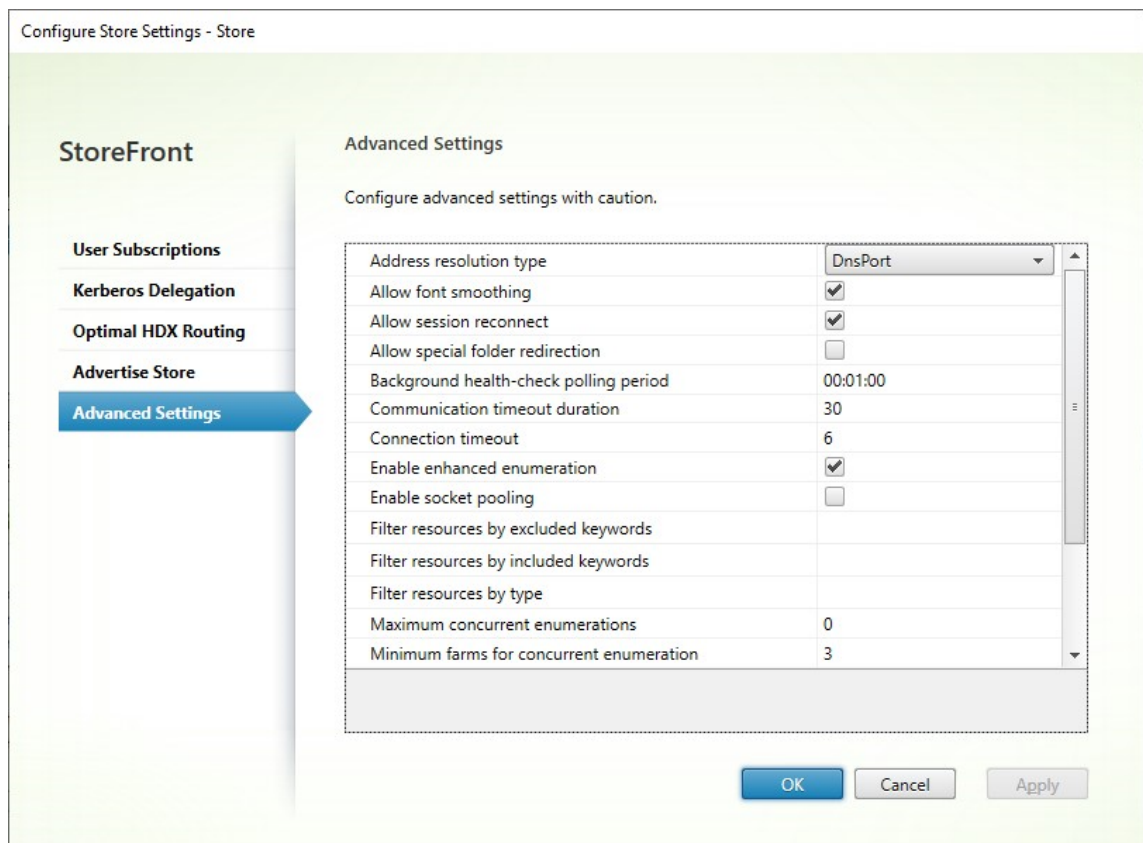 Configure Store Settings - Store
StoreFront
User Subscriptions
Kerberos Delegation
Optimal HDX Routing
Advertise Store
Advanced Settings
Advanced Settings
Configure advanced settings with caution.
Address resolution type DnsPort
Allow font smoothing
Allow session reconnect
Allow special folder redirection
Background health-check polling period 00:01:00
Communication timeout duration 30
Connection timeout 6
Enable enhanced enumeration
Enable socket pooling
Filter resources by excluded keywords
Filter resources by included keywords
Filter resources by type
Maximum concurrent enumerations 0
Minimum farms for concurrent enumeration 3
OK Cancel Apply